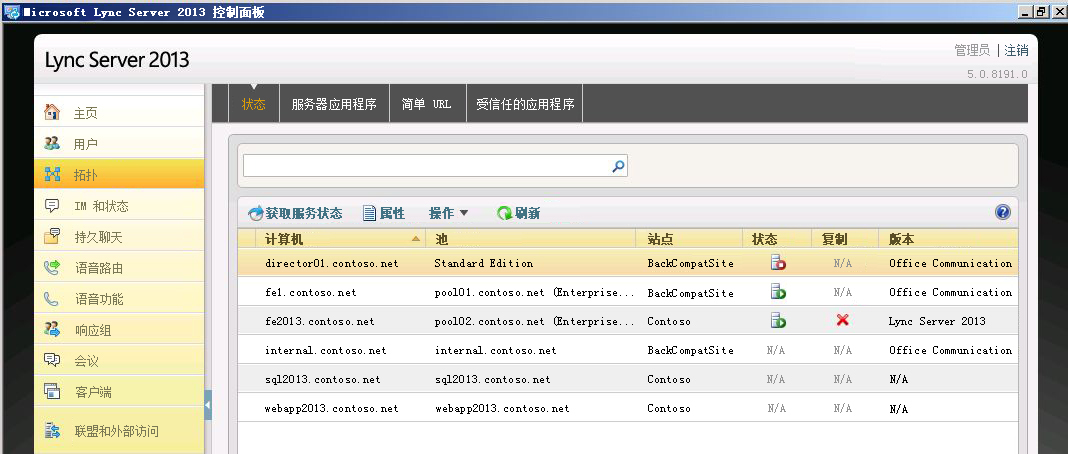 Microsoft Lync Server 2013 控制面板
Lync Server 2013
管理员 | 注销
5.0.8191.0
主页
用户
拓扑
IM 和状态
持久聊天
语音路由
语音功能
响应组
会议
客户端
联盟和外部访问
状态 服务器应用程序 简单 URL 受信任的应用程序
获取服务状态 属性 操作 刷新
计算机 池 站点 状态 复制 版本
director01.contoso.net Standard Edition BackCompatSite N/A Office Communication
fe1.contoso.net pool01.contoso.net (Enterprise... BackCompatSite N/A Office Communication
fe2013.contoso.net pool02.contoso.net (Enterprise... Contoso Lync Server 2013
internal.contoso.net internal.contoso.net BackCompatSite N/A N/A Office Communication
sql2013.contoso.net sql2013.contoso.net Contoso N/A N/A N/A
webapp2013.contoso.net webapp2013.contoso.net Contoso N/A N/A N/A